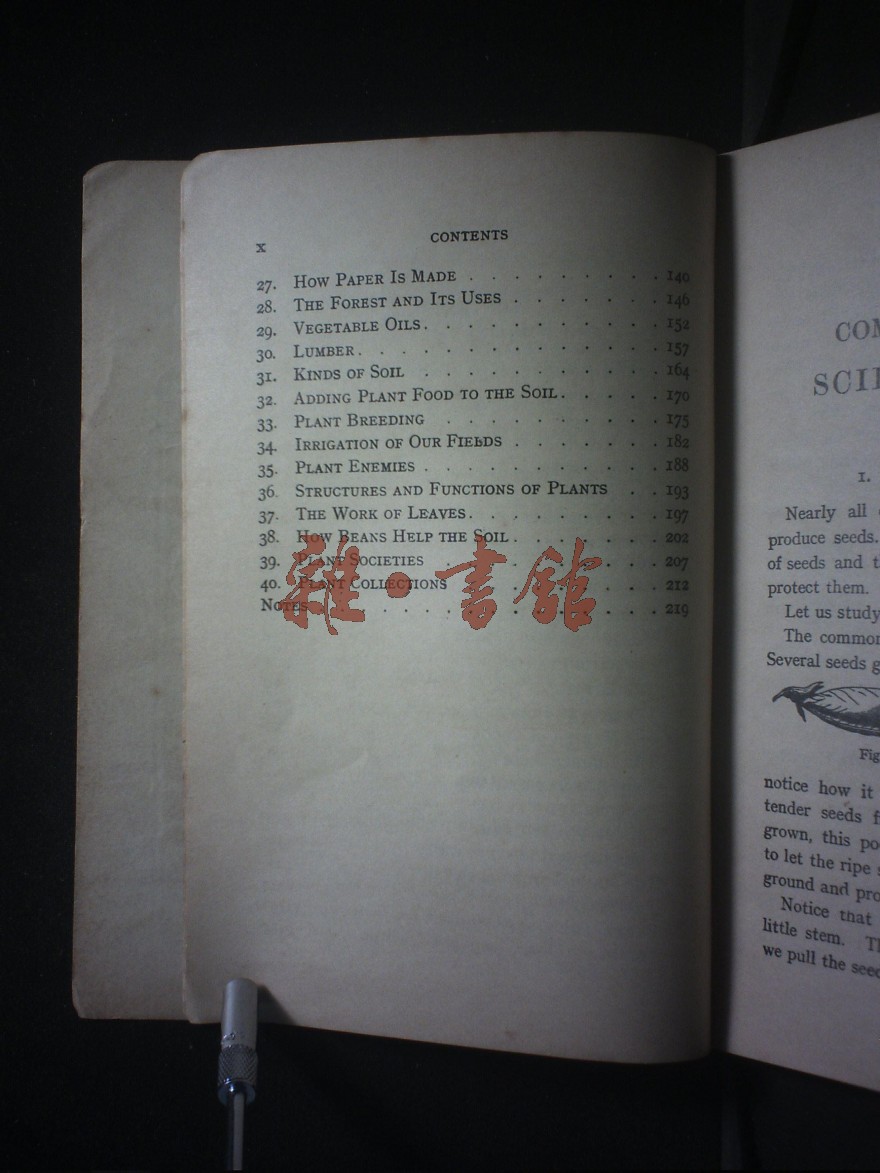 x
CONTENTS
27. How Paper Is Made . . . . . . . . . . 140
28. The Forest and Its Uses . . . . . . . 146
29. Vegetable Oils . . . . . . . . . . . 152
30. Lumber . . . . . . . . . . . . . . 157
31. Kinds of Soil . . . . . . . . . . . 164
32. Adding Plant Food to the Soil . . . . . 170
33. Plant Breeding . . . . . . . . . . 175
34. Irrigation of Our Fields . . . . . . . 182
35. Plant Enemies . . . . . . . . . . . 188
36. Structures and Functions of Plants . . 193
37. The Work of Leaves . . . . . . . . . 197
38. How Beans Help the Soil . . . . . . . 202
39. Plant Societies . . . . . . . . . . 207
40. Plant Collections . . . . . . . . . 212
Notes . . . . . . . . . . . . . 219
雜·書館
1.
Nearly all
produce seeds.
of seeds and
protect them.
Let us study
The common
Several seeds
Fig
notice how it
tender seeds
grown, this
to let the ripe
ground and
Notice that
little stem.
we pull the